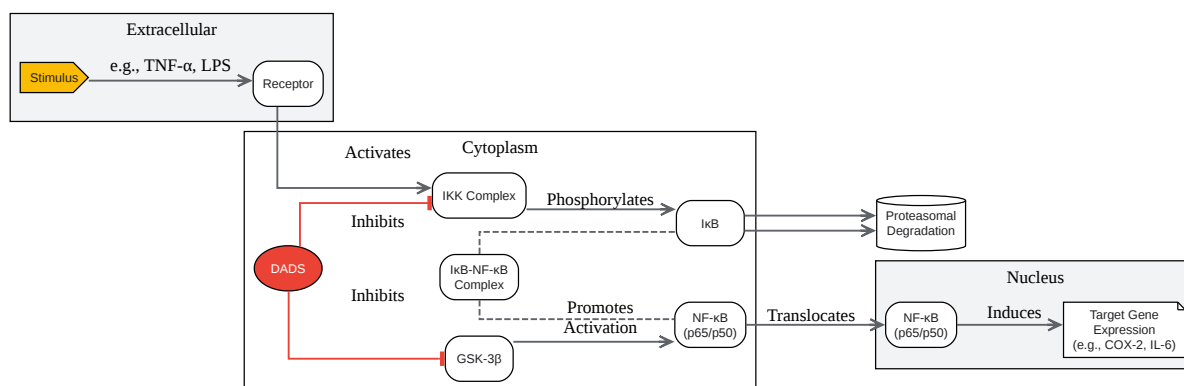 Extracellular
Stimulus
e.g., TNF-α, LPS
Receptor
Cytoplasm
Activates
IKK Complex
Phosphorylates
IκB
Proteasomal
Degradation
Inhibits
DADS
IκB-NF-κB
Complex
Inhibits
Promotes
Activation
GSK-3β
NF-κB
(p65/p50)
Translocates
Nucleus
NF-κB
(p65/p50)
Induces
Target Gene
Expression
(e.g., COX-2, IL-6)